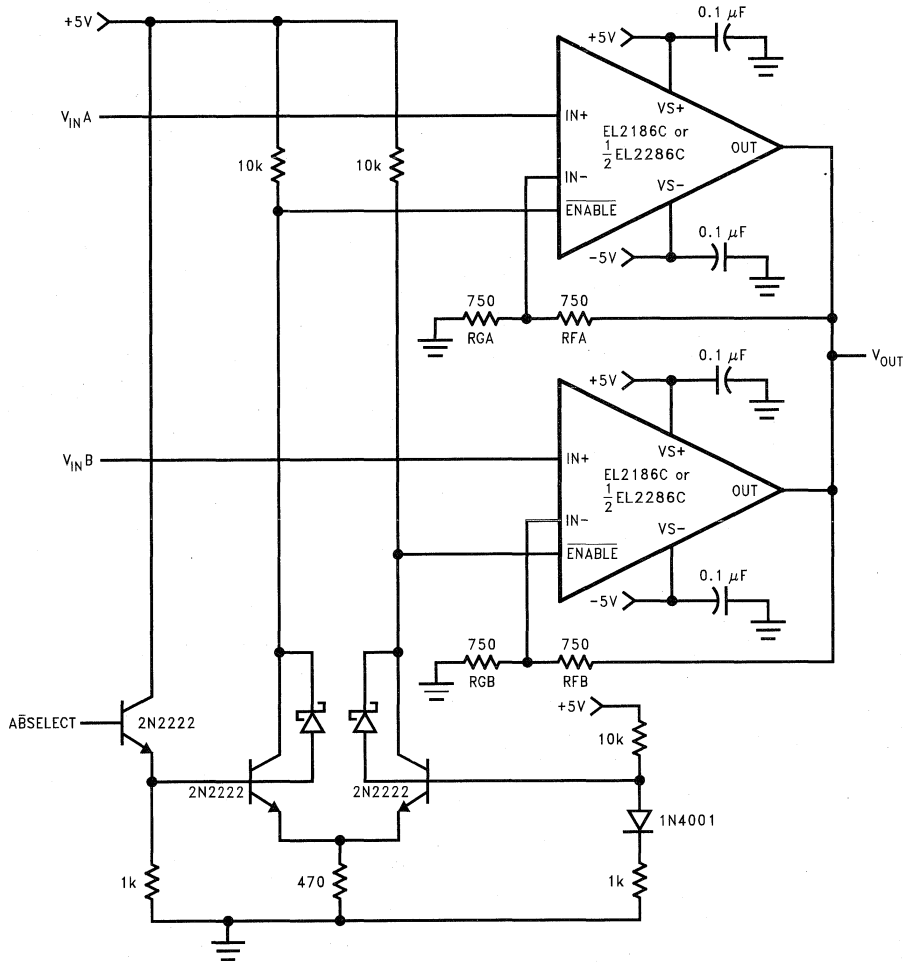 +5V
0.1 μF
+5V
V_IN A
IN+
VS+
EL2186C or
1/2 EL2286C
OUT
10k
10k
IN-
VS-
ENABLE
0.1 μF
-5V
750
750
RGA
RFA
0.1 μF
V_OUT
+5V
V_IN B
IN+
VS+
EL2186C or
1/2 EL2286C
OUT
IN-
VS-
ENABLE
0.1 μF
-5V
750
750
RGB
RFB
+5V
AB̅SELECT
2N2222
10k
2N2222
2N2222
1N4001
1k
470
1k